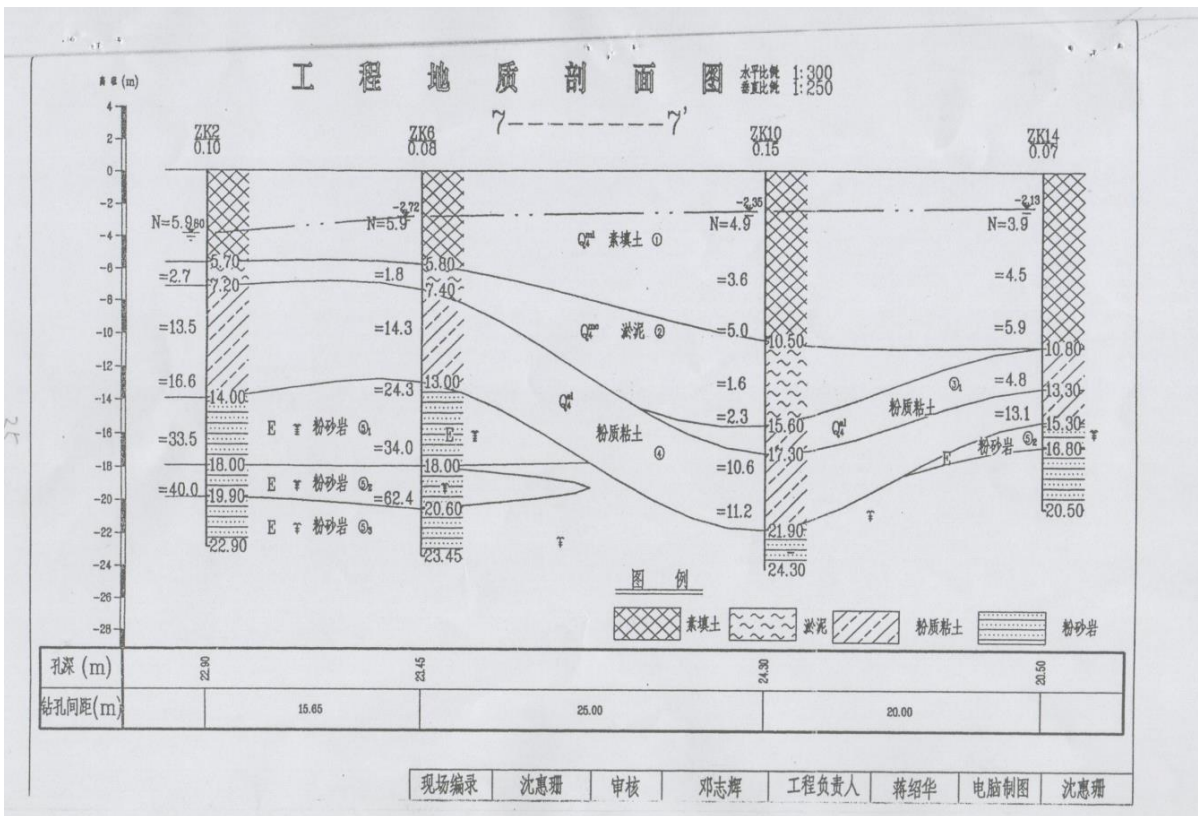 工 程 地 质 剖 面 图 水平比例 1:300
垂直比例 1:250
7------------7'
(m)
4
2
0
-2
-4
-6
-8
-10
-12
-14
-16
-18
-20
-22
-24
-26
-28
ZK2
0.10
ZK6
0.08
ZK10
0.15
ZK14
0.07
-2.72
-2.35
-2.13
N=5.9
N=5.9
N=4.9
N=3.9
素填土 ①
5.70
5.80
=2.7
=1.8
=3.6
=4.5
7.20
7.40
=13.5
=14.3
淤泥 ②
=5.0
=5.9
10.50
10.80
=16.6
13.00
=24.3
=1.6
=4.8
13.30
14.00
=2.3
粉质粘土
=13.1
15.60
15.30
E 粉砂岩 ⑤₁
粉质粘土
④
=33.5
=34.0
E
17.30
E
粉砂岩 ⑤₂
16.80
18.00
18.00
=10.6
E 粉砂岩 ⑤₂
=40.0
19.90
=62.4
20.60
=11.2
20.50
E 粉砂岩 ⑤₃
21.90
22.90
23.45
24.30
图 例
素填土 淤泥 粉质粘土 粉砂岩
孔深 (m) 22.90 23.45 24.30 20.50
钻孔间距(m) 15.65 25.00 20.00
现场编录 沈惠珊 审核 邓志辉 工程负责人 蒋绍华 电脑制图 沈惠珊